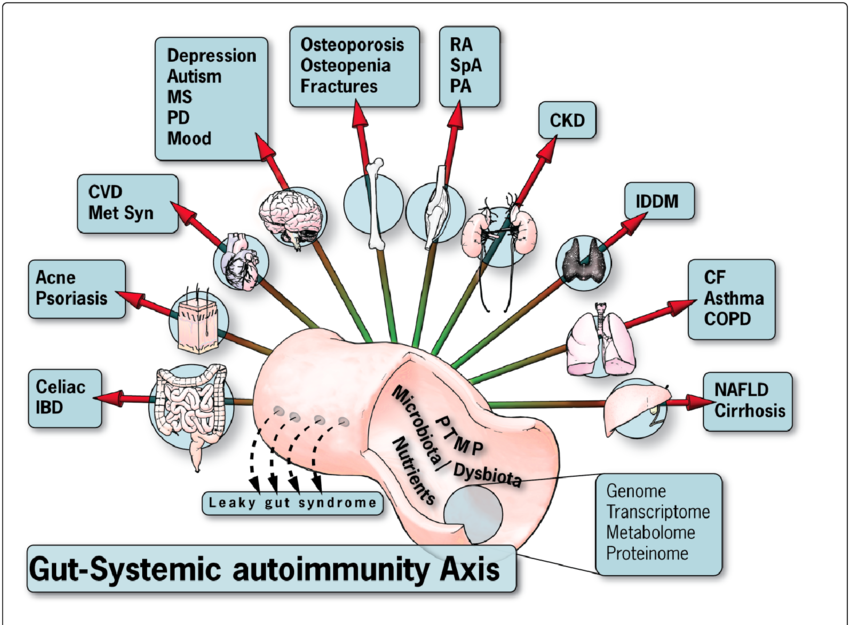 Depression
Autism
MS
PD
Mood
Osteoporosis
Osteopenia
Fractures
RA
SpA
PA
CKD
CVD
Met Syn
IDDM
Acne
Psoriasis
CF
Asthma
COPD
Celiac
IBD
NAFLD
Cirrhosis
PTMP
Microbiota/Dysbiota
Nutrients
Leaky gut syndrome
Genome
Transcriptome
Metabolome
Proteinome
Gut-Systemic autoimmunity Axis